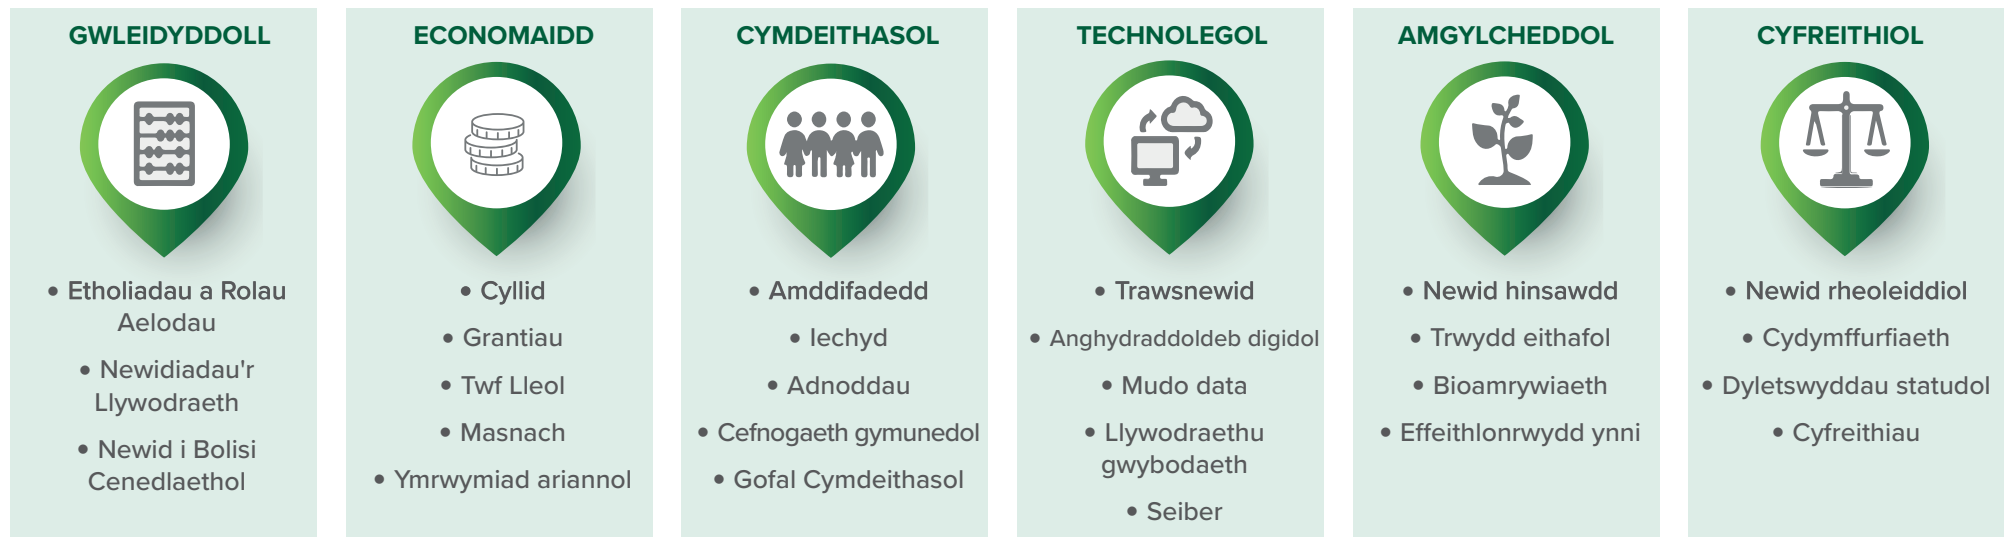 GWLEIDYDDOLL
• Etholiadau a Rolau
Aelodau
• Newidiadau'r
Llywodraeth
• Newid i Bolisi
Cenedlaethol
ECONOMAIDD
• Cyllid
• Grantiau
• Twf Lleol
• Masnach
• Ymrwymiad ariannol
CYMDEITHASOL
• Amddifadedd
• Iechyd
• Adnoddau
• Cefnogaeth gymunedol
• Gofal Cymdeithasol
TECHNOLEGOL
• Trawsnewid
• Anghydraddoldeb digidol
• Mudo data
• Llywodraethu
gwybodaeth
• Seiber
AMGYLCHEDDOL
• Newid hinsawdd
• Trwydd eithafol
• Bioamrywiaeth
• Effeithlonrwydd ynni
CYFREITHIOL
• Newid rheoleiddiol
• Cydymffurfiaeth
• Dyletswyddau statudol
• Cyfreithiau